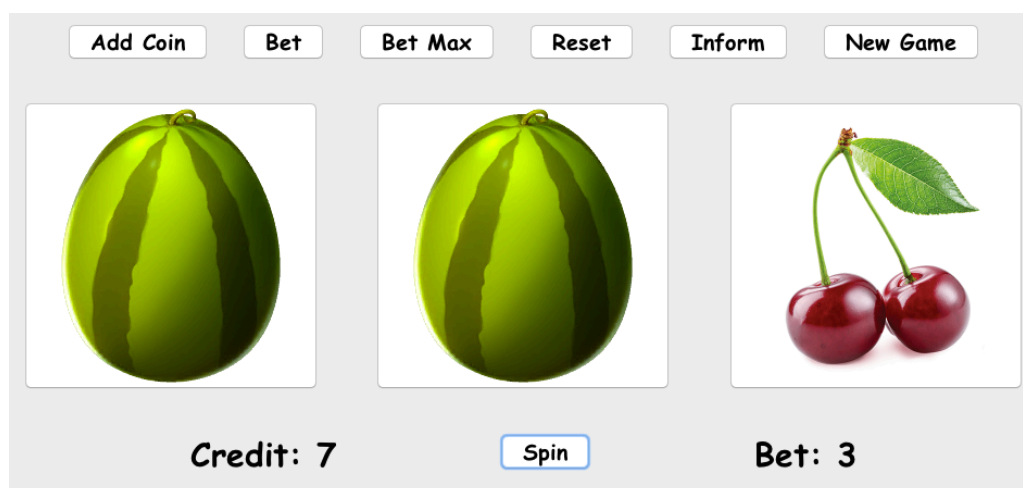 Add Coin Bet Bet Max Reset Inform New Game
Credit: 7 Spin Bet: 3